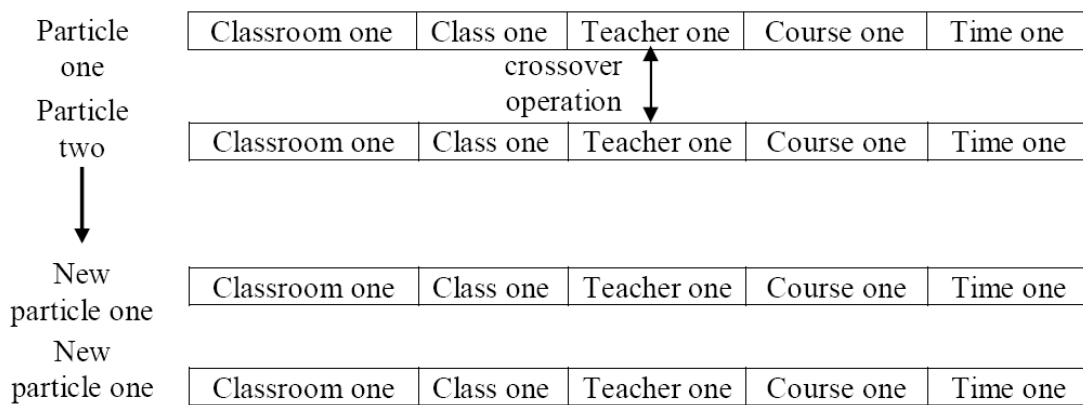 Particle one
Classroom one Class one Teacher one Course one Time one
crossover operation
Particle two
Classroom one Class one Teacher one Course one Time one
New particle one
Classroom one Class one Teacher one Course one Time one
New particle one
Classroom one Class one Teacher one Course one Time one